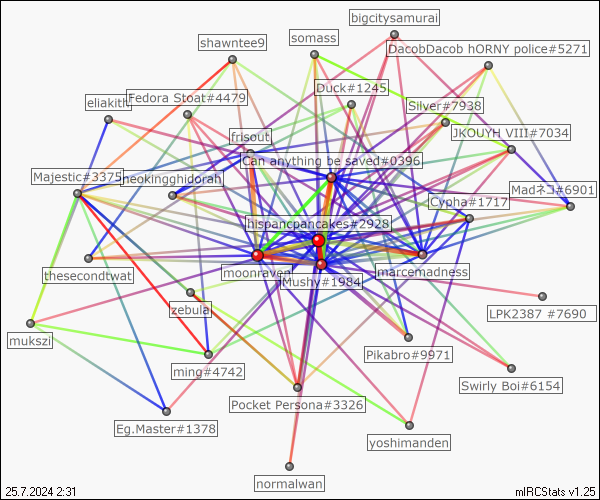 bigcitysamurai
shawntee9
somass
DacobDacob hORNY police#5271
Duck#1245
eliakith
Fedora Stoat#4479
Silver#7938
frisout
JKOUYH VIII#7034
Can anything be saved#0396
Majestic#3375
heokingghidorah
Madネコ#6901
Cypha#1717
hispancpancakes#2928
thesecondtwat
moonraven
Mushy#1984
marcemadness
zebula
LPK2387 #7690
mukszi
Pikabro#9971
ming#4742
Swirly Boi#6154
Pocket Persona#3326
Eg.Master#1378
yoshimanden
normalwan
25.7.2024 2:31
mIRCStats v1.25